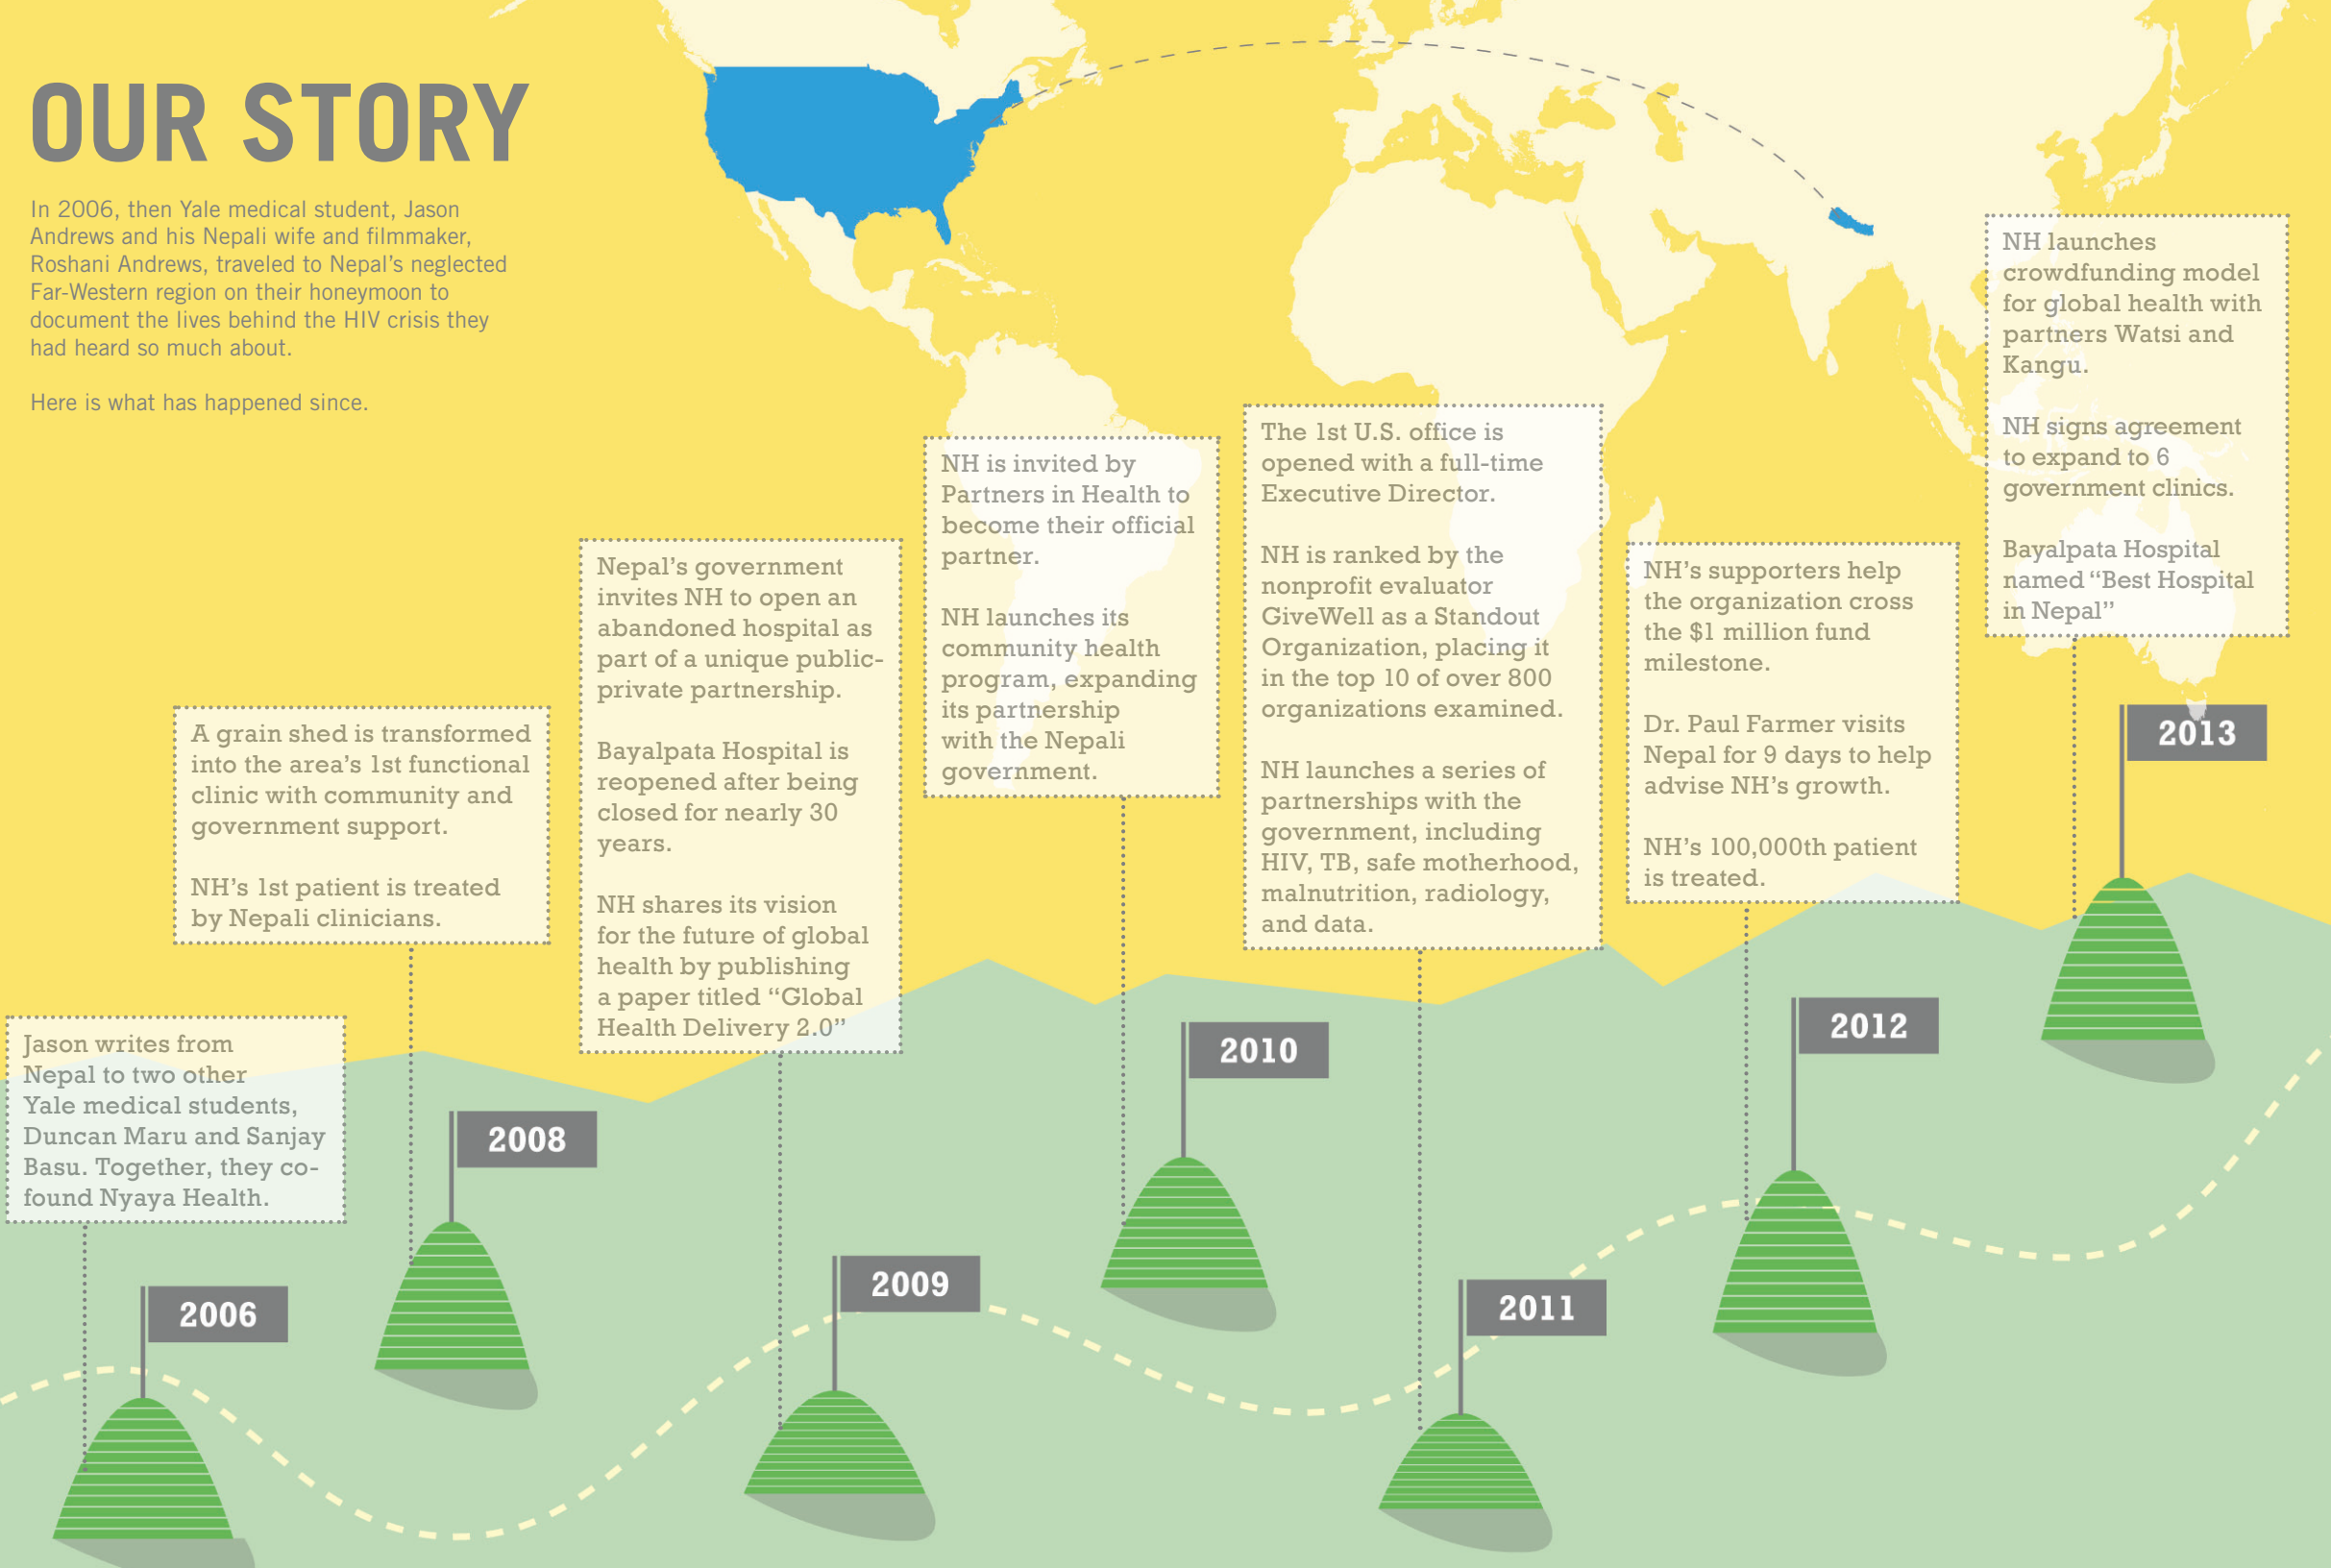 OUR STORY
In 2006, then Yale medical student, Jason
Andrews and his Nepali wife and filmmaker,
Roshani Andrews, traveled to Nepal’s neglected
Far-Western region on their honeymoon to
document the lives behind the HIV crisis they
had heard so much about.
Here is what has happened since.
Jason writes from
Nepal to two other
Yale medical students,
Duncan Maru and Sanjay
Basu. Together, they co-
found Nyaya Health.
2006
A grain shed is transformed
into the area’s 1st functional
clinic with community and
government support.
NH’s 1st patient is treated
by Nepali clinicians.
2008
Nepal’s government
invites NH to open an
abandoned hospital as
part of a unique public-
private partnership.
Bayalpata Hospital is
reopened after being
closed for nearly 30
years.
NH shares its vision
for the future of global
health by publishing
a paper titled “Global
Health Delivery 2.0”
2009
NH is invited by
Partners in Health to
become their official
partner.
NH launches its
community health
program, expanding
its partnership
with the Nepali
government.
2010
The 1st U.S. office is
opened with a full-time
Executive Director.
NH is ranked by the
nonprofit evaluator
GiveWell as a Standout
Organization, placing it
in the top 10 of over 800
organizations examined.
NH launches a series of
partnerships with the
government, including
HIV, TB, safe motherhood,
malnutrition, radiology,
and data.
2011
NH’s supporters help
the organization cross
the $1 million fund
milestone.
Dr. Paul Farmer visits
Nepal for 9 days to help
advise NH’s growth.
NH’s 100,000th patient
is treated.
2012
NH launches
crowdfunding model
for global health with
partners Watsi and
Kangu.
NH signs agreement
to expand to 6
government clinics.
Bayalpata Hospital
named “Best Hospital
in Nepal”
2013